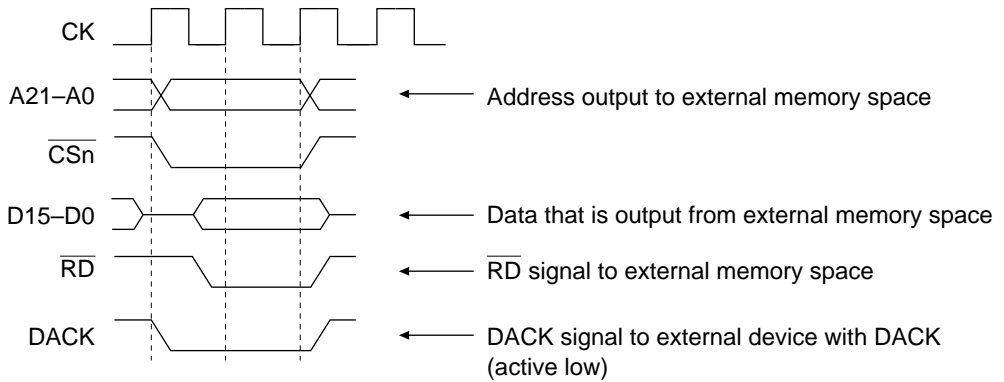 CK
A21–A0
Address output to external memory space
CSn
D15–D0
Data that is output from external memory space
RD
RD signal to external memory space
DACK
DACK signal to external device with DACK
(active low)